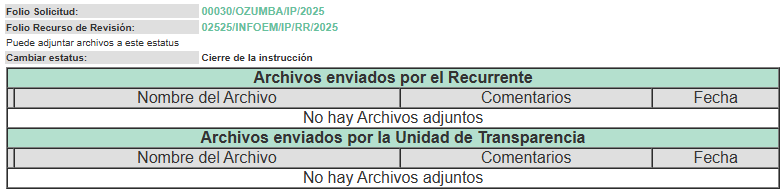 Folio Solicitud: 00030/OZUMBA/IP/2025
Folio Recurso de Revisión: 02525/INFOEM/IP/RR/2025
Puede adjuntar archivos a este estatus
Cambiar estatus: Cierre de la instrucción
Archivos enviados por el Recurrente
Nombre del Archivo Comentarios Fecha
No hay Archivos adjuntos
Archivos enviados por la Unidad de Transparencia
Nombre del Archivo Comentarios Fecha
No hay Archivos adjuntos